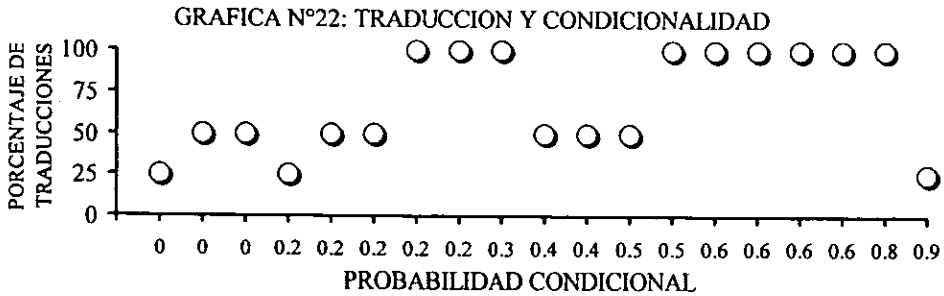 GRAFICA N°22: TRADUCCION Y CONDICIONALIDAD
PORCENTAJE DE
TRADUCCIONES
100
75
50
25
0
0 0 0 0.2 0.2 0.2 0.2 0.2 0.3 0.4 0.4 0.5 0.5 0.6 0.6 0.6 0.6 0.8 0.9
PROBABILIDAD CONDICIONAL